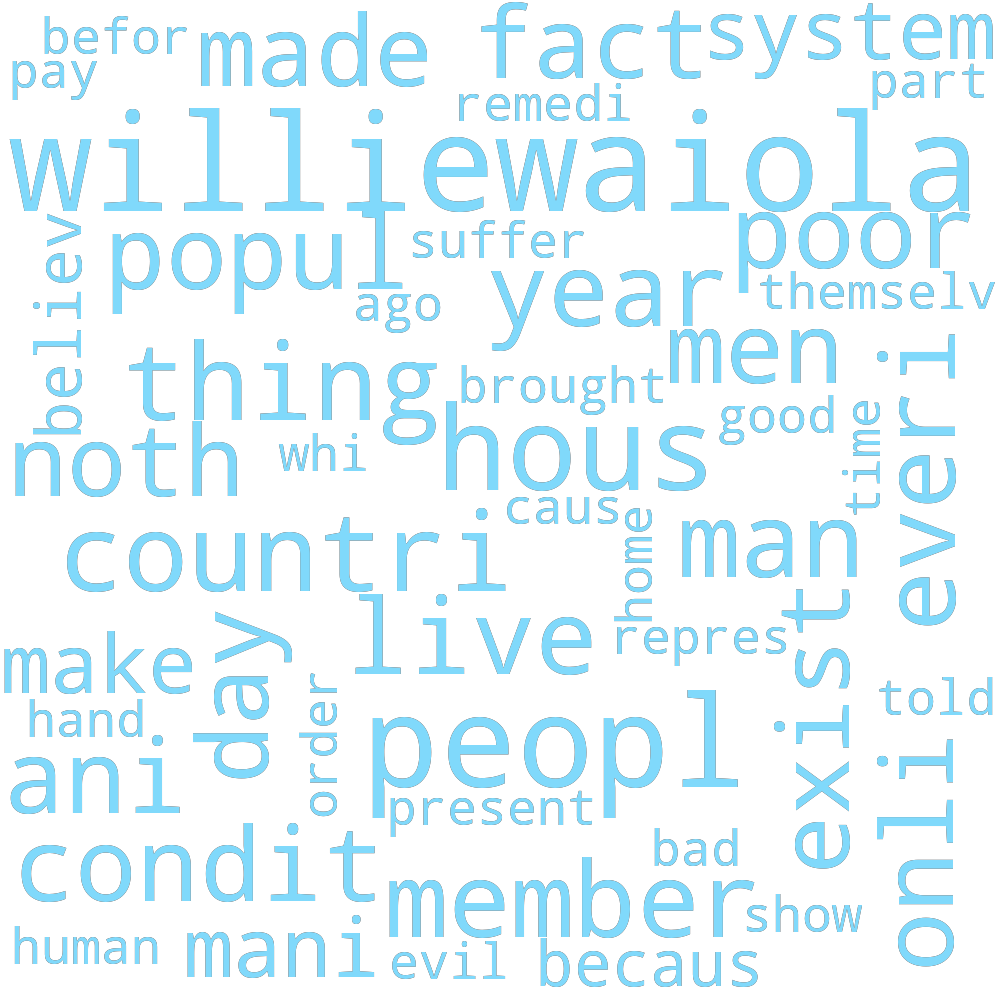 befor made fact system
pay remedi part
williewaiola
believ popul suffer poor
ago year themselv
thing brought men
noth whi hous good time everi
caus
countri home man
live repres exist
make day
hand order told
ani peopl onli
present
condit bad
member show
human mani evil becaus